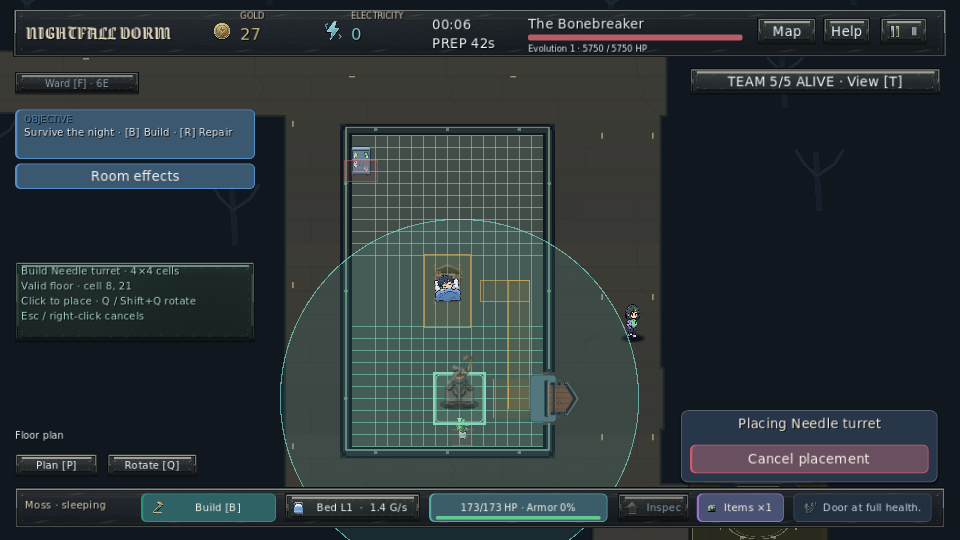 NIGHTFALL DORM
GOLD
27
ELECTRICITY
0
00:06
PREP 42s
The Bonebreaker
Evolution 1 · 5750 / 5750 HP
Map
Help
Ward [F] · 6E
TEAM 5/5 ALIVE · View [T]
OBJECTIVE
Survive the night · [B] Build · [R] Repair
Room effects
Build Needle turret · 4×4 cells
Valid floor · cell 8, 21
Click to place · Q / Shift+Q rotate
Esc / right-click cancels
Floor plan
Plan [P]
Rotate [Q]
Placing Needle turret
Cancel placement
Moss · sleeping
Build [B]
Bed L1 · 1.4 G/s
173/173 HP · Armor 0%
Inspec
Items ×1
Door at full health.